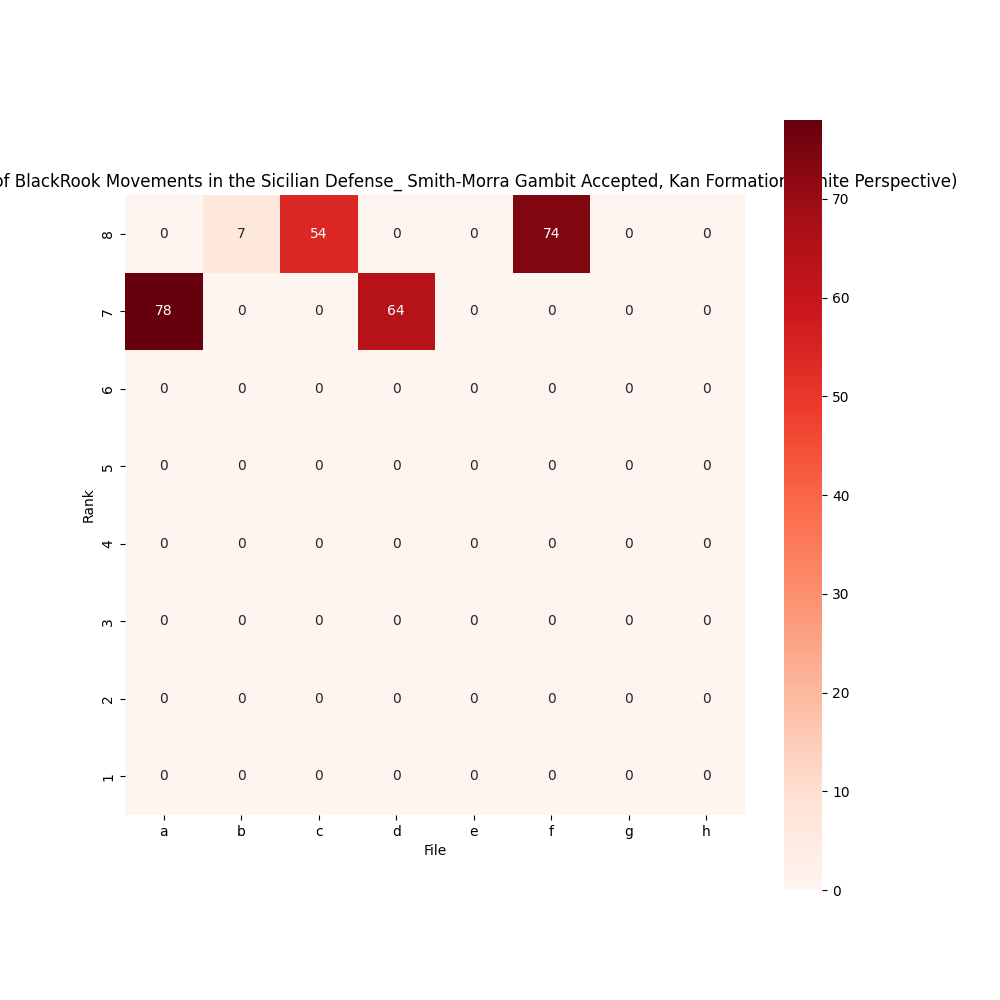 of BlackRook Movements in the Sicilian Defense_ Smith-Morra Gambit Accepted, Kan Formation Perspective)
8 0 7 54 0 0 74 0 0 70
7 78 0 0 64 0 0 0 0 60
6 0 0 0 0 0 0 0 0 50
5 0 0 0 0 0 0 0 0 40
4 0 0 0 0 0 0 0 0 30
3 0 0 0 0 0 0 0 0 20
2 0 0 0 0 0 0 0 0 10
1 0 0 0 0 0 0 0 0
Rank
a b c d e f g h
File
0